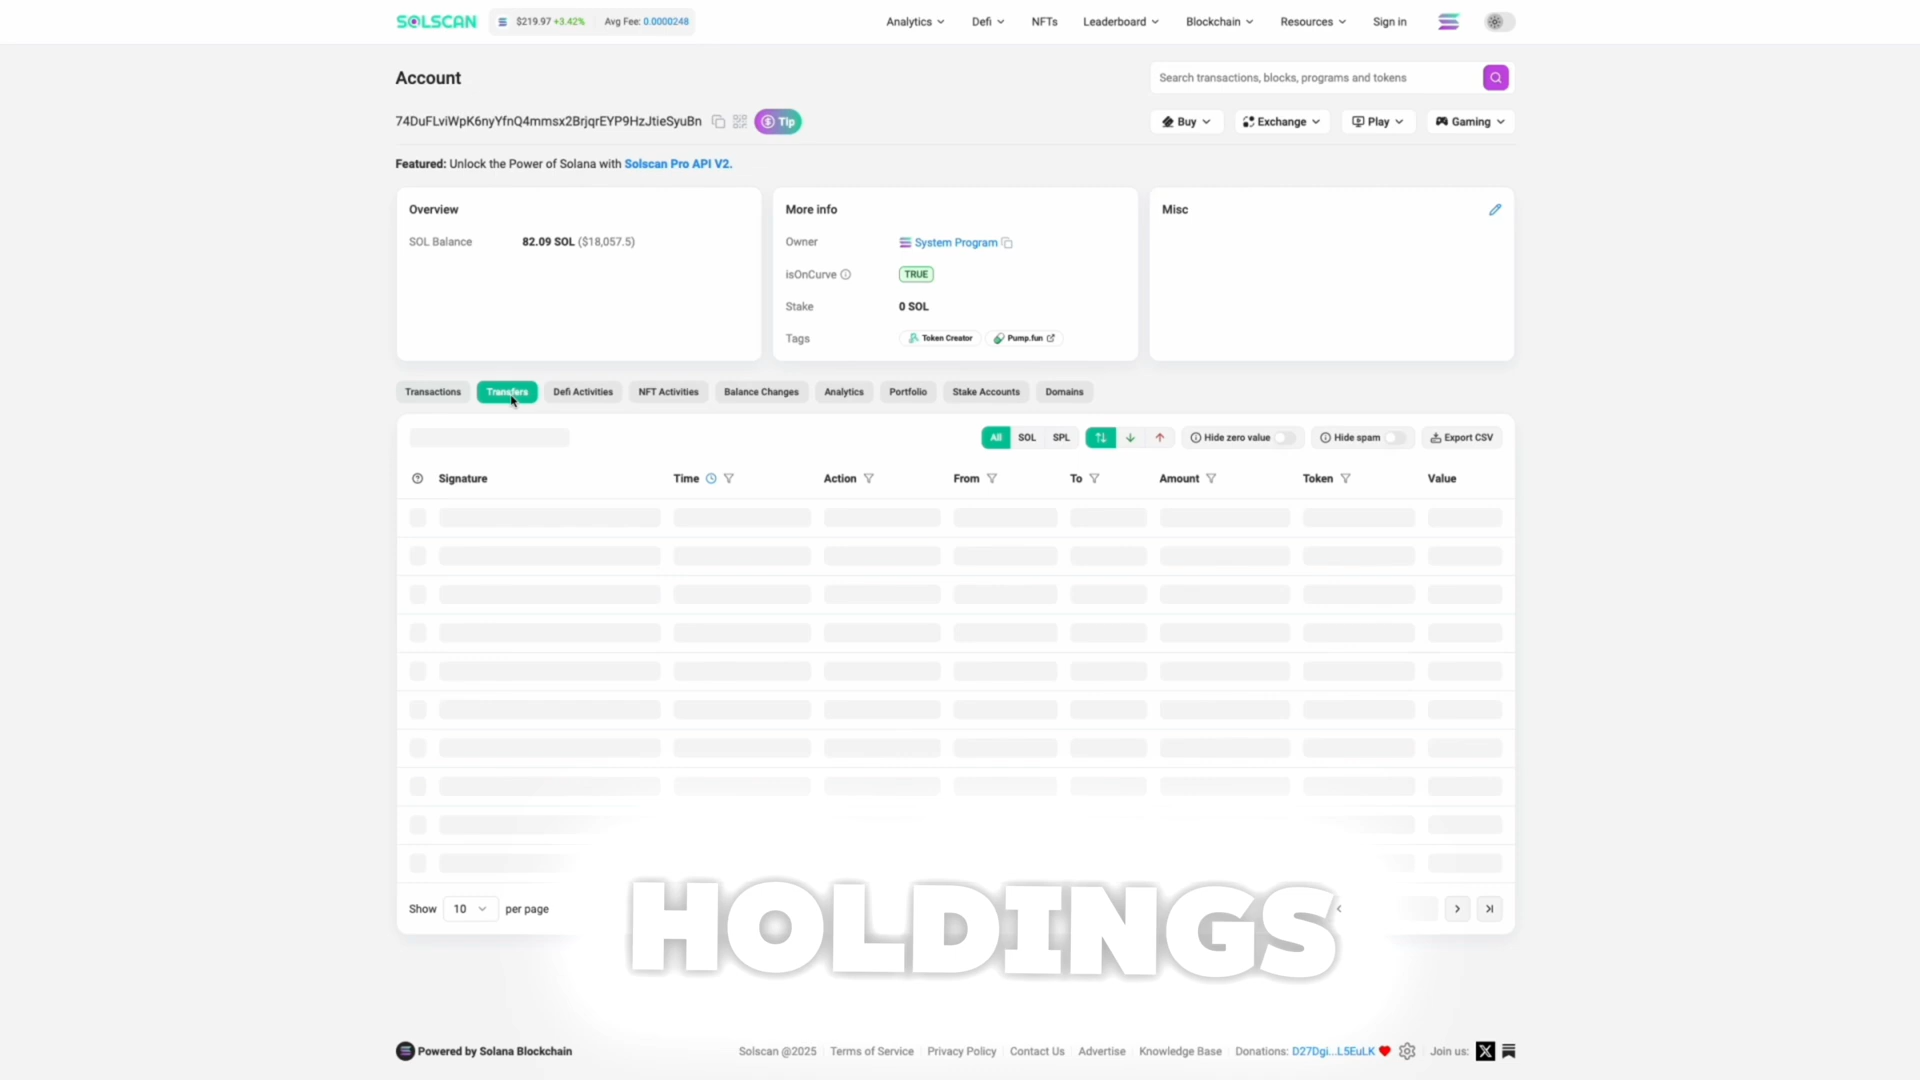 SOLSCAN
$219.97 +3.42% Avg Fee: 0.0000248
Analytics Defi NFTs Leaderboard Blockchain Resources Sign in
Account
Search transactions, blocks, programs and tokens
74DuFLviWpK6nyYfnQ4mmsx2BrjqrEYP9HzJtieSyuBn Tip
Buy Exchange Play Gaming
Featured: Unlock the Power of Solana with Solscan Pro API V2.
Overview
SOL Balance 82.09 SOL ($18,057.5)
More info
Owner System Program
isOnCurve TRUE
Stake 0 SOL
Tags Token Creator Pump.fun
Misc
Transactions Transfers Defi Activities NFT Activities Balance Changes Analytics Portfolio Stake Accounts Domains
All SOL SPL Hide zero value Hide spam Export CSV
Signature Time Action From To Amount Token Value
Show 10 per page
HOLDINGS
Powered by Solana Blockchain
Solscan @2025 Terms of Service Privacy Policy Contact Us Advertise Knowledge Base Donations: D27Dgi...L5EuLK Join us: